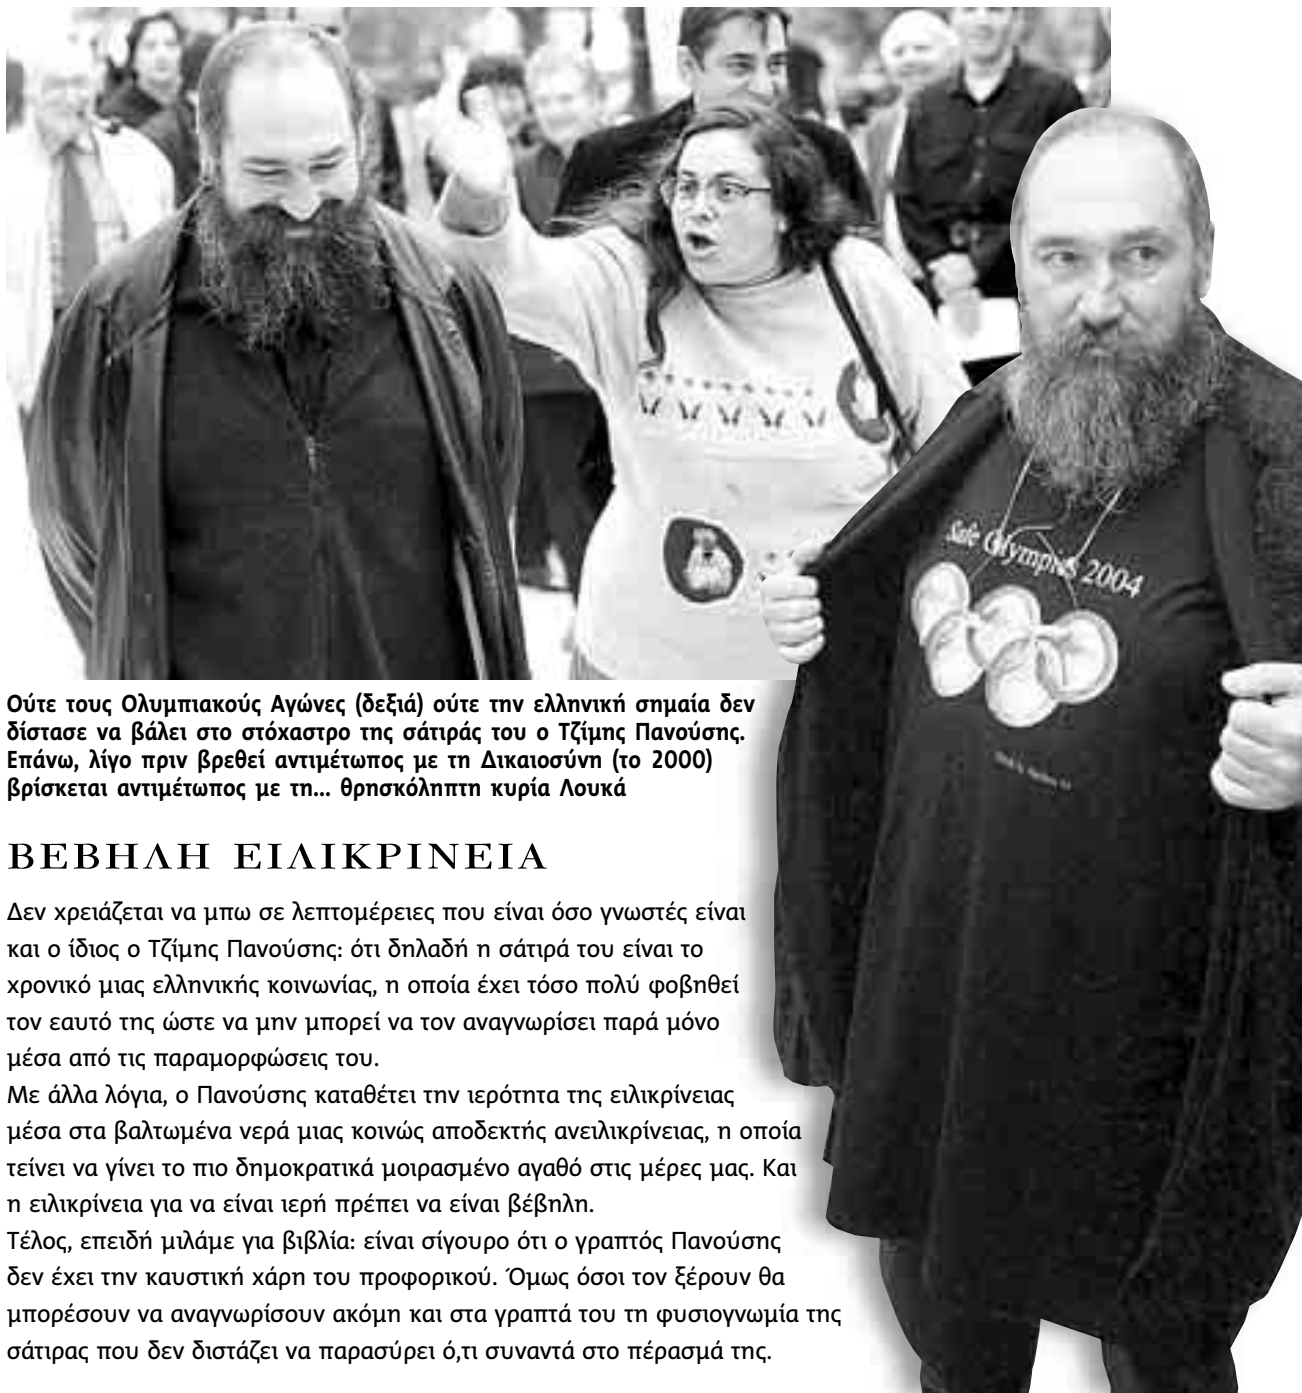 Safe Olympics 2004
Ούτε τους Ολυμπιακούς Αγώνες (δεξιά) ούτε την ελληνική σημαία δεν
δίστασε να βάλει στο στόχαστρο της σάτιράς του ο Τζίμης Πανούσης.
Επάνω, λίγο πριν βρεθεί αντιμέτωπος με τη Δικαιοσύνη (το 2000)
βρίσκεται αντιμέτωπος με τη... θρησκόληπτη κυρία Λουκά
ΒΕΒΗΛΗ ΕΙΛΙΚΡΙΝΕΙΑ
Δεν χρειάζεται να μπω σε λεπτομέρειες που είναι όσο γνωστές είναι
και ο ίδιος ο Τζίμης Πανούσης: ότι δηλαδή η σάτιρά του είναι το
χρονικό μιας ελληνικής κοινωνίας, η οποία έχει τόσο πολύ φοβηθεί
τον εαυτό της ώστε να μην μπορεί να τον αναγνωρίσει παρά μόνο
μέσα από τις παραμορφώσεις του.
Με άλλα λόγια, ο Πανούσης καταθέτει την ιερότητα της ειλικρίνειας
μέσα στα βαλτωμένα νερά μιας κοινώς αποδεκτής ανειλικρίνειας, η οποία
τείνει να γίνει το πιο δημοκρατικά μοιρασμένο αγαθό στις μέρες μας. Και
η ειλικρίνεια για να είναι ιερή πρέπει να είναι βέβηλη.
Τέλος, επειδή μιλάμε για βιβλία: είναι σίγουρο ότι ο γραπτός Πανούσης
δεν έχει την καυστική χάρη του προφορικού. Όμως όσοι τον ξέρουν θα
μπορέσουν να αναγνωρίσουν ακόμη και στα γραπτά του τη φυσιογνωμία της
σάτιρας που δεν διστάζει να παρασύρει ό,τι συναντά στο πέρασμά της.